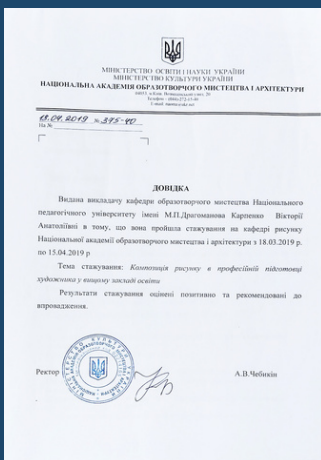 МІНІСТЕРСТВО ОСВІТИ І НАУКИ УКРАЇНИ
МІНІСТЕРСТВО КУЛЬТУРИ УКРАЇНИ
НАЦІОНАЛЬНА АКАДЕМІЯ ОБРАЗОТВОРЧОГО МИСТЕЦТВА І АРХІТЕКТУРИ
18.04.2019 № 375-40
На №
ДОВІДКА
Видана викладачу кафедри образотворчого мистецтва Національного
педагогічного університету імені М.П.Драгоманова Карпенко Вікторії
Анатоліївні в тому, що вона пройшла стажування на кафедрі рисунку
Національної академії образотворчого мистецтва і архітектури з 18.03.2019 р.
по 15.04.2019 р
Тема стажування: Композиція рисунку в професійній підготовці
художника у вищому закладі освіти
Результати стажування оцінені позитивно та рекомендовані до
впровадження.
Ректор А.В.Чебикін